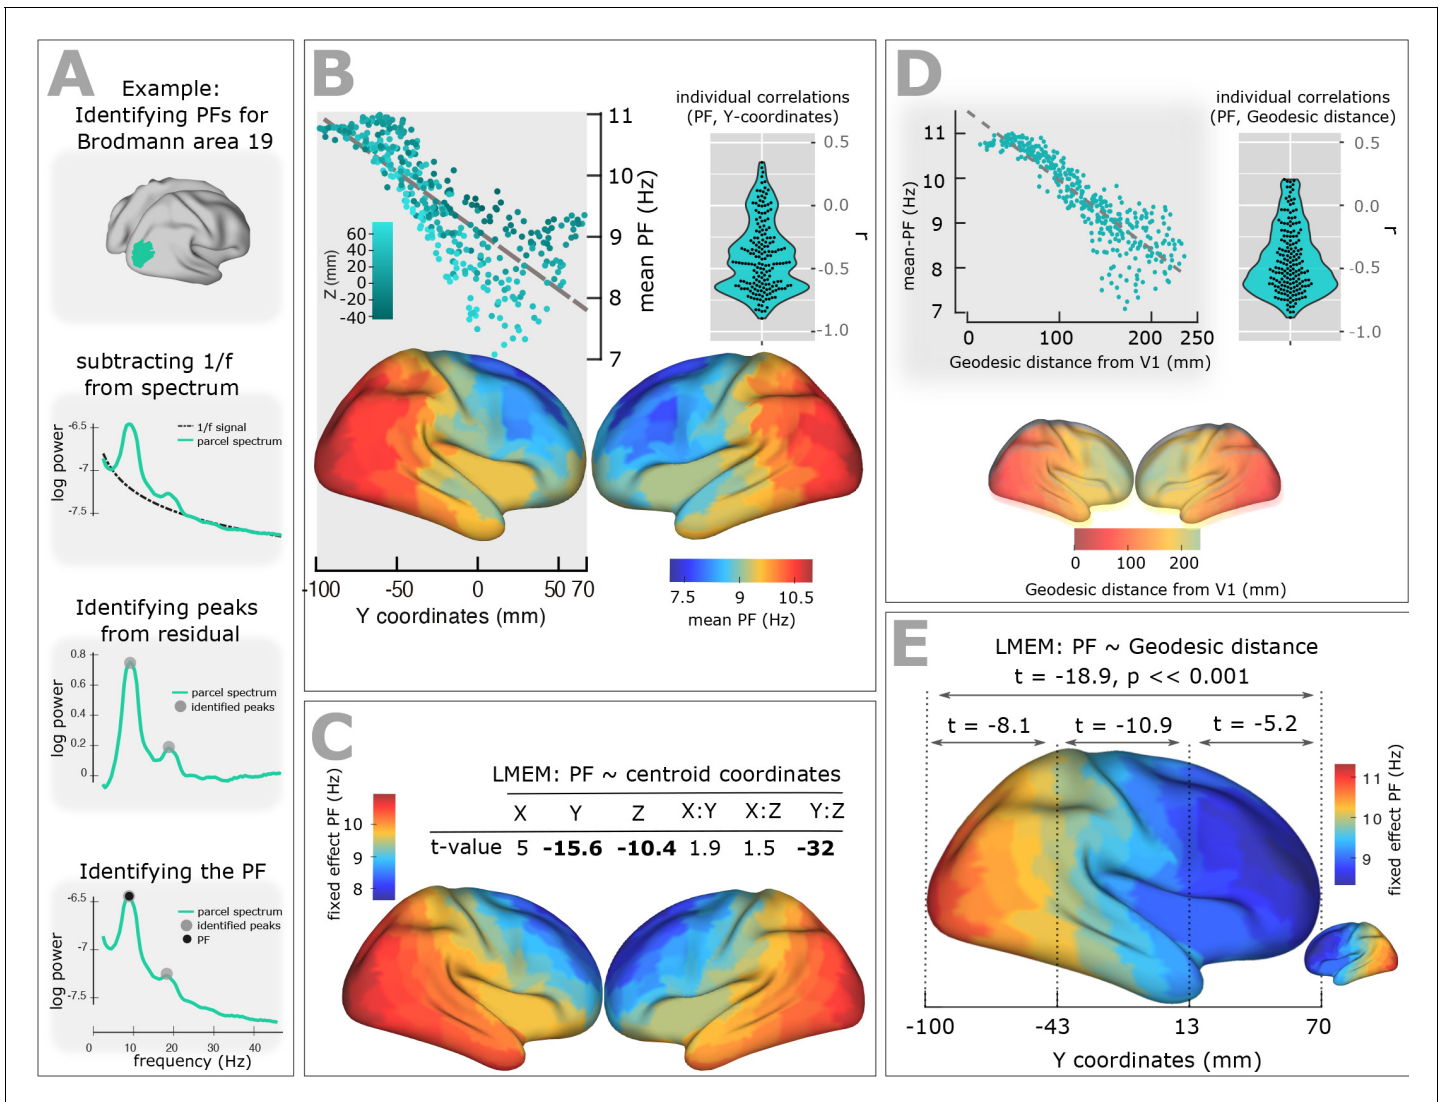 A
Example:
Identifying PFs for
Brodmann area 19
subtracting 1/f
from spectrum
log power
-6.5
-7
-7.5
1/f signal
parcel spectrum
Identifying peaks
from residual
log power
0.8
0.6
0.4
0.2
0
parcel spectrum
identified peaks
Identifying the PF
log power
-6.5
-7
-7.5
parcel spectrum
identified peaks
PF
0 10 20 30 40
frequency (Hz)
B
11
10
9
8
7
mean PF (Hz)
Z (mm)
60
40
20
0
-20
-40
individual correlations
(PF, Y-coordinates)
0.5
0.0
-0.5
-1.0
r
-100 -50 0 50 70
Y coordinates (mm)
7.5 9 10.5
mean PF (Hz)
C
fixed effect PF (Hz)
10
9
8
LMEM: PF ~ centroid coordinates
X Y Z X:Y X:Z Y:Z
t-value 5 -15.6 -10.4 1.9 1.5 -32
D
mean-PF (Hz)
11
10
9
8
7
0 100 200 250
Geodesic distance from V1 (mm)
individual correlations
(PF, Geodesic distance)
0.5
0.0
-0.5
-1.0
r
0 100 200
Geodesic distance from V1 (mm)
E
LMEM: PF ~ Geodesic distance
t = -18.9, p << 0.001
t = -8.1 t = -10.9 t = -5.2
11
10
9
fixed effect PF (Hz)
-100 -43 13 70
Y coordinates (mm)